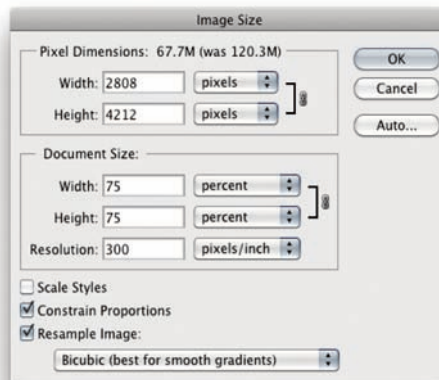 Image Size
Pixel Dimensions: 67.7M (was 120.3M)
Width: 2808 pixels
Height: 4212 pixels
OK
Cancel
Auto...
Document Size:
Width: 75 percent
Height: 75 percent
Resolution: 300 pixels/inch
Scale Styles
Constrain Proportions
Resample Image:
Bicubic (best for smooth gradients)